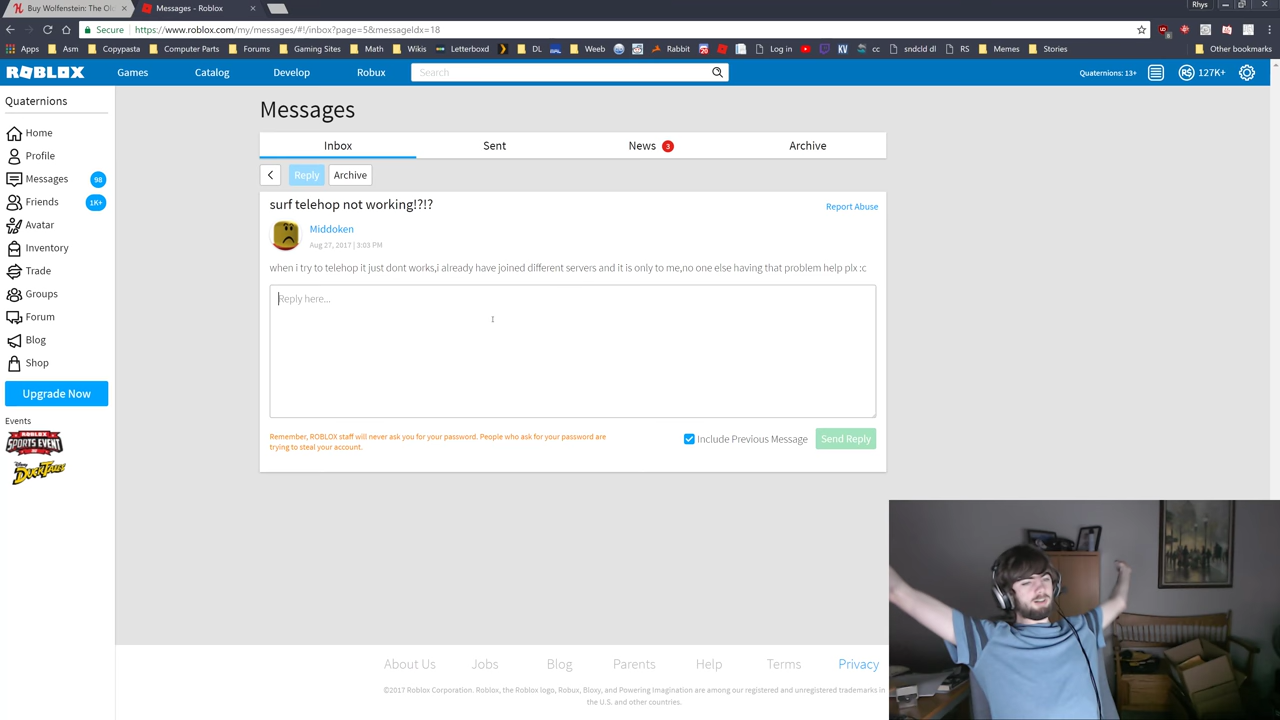 Buy Wolfenstein: The Old
Messages - Roblox
Rhys
Secure
https://www.roblox.com/my/messages/#!/inbox?page=5&messageIdx=18
Apps
Asm
Copypasta
Computer Parts
Forums
Gaming Sites
Math
Wikis
Letterboxd
DL
Weeb
Rabbit
Log in
KV
cc
sndcld dl
RS
Memes
Stories
Other bookmarks
ROBLOX
Games
Catalog
Develop
Robux
Search
Quaternions: 13+
R$ 127K+
Quaternions
Home
Profile
Messages 98
Friends 1K+
Avatar
Inventory
Trade
Groups
Forum
Blog
Shop
Upgrade Now
Events
ROBLOX SPORTS EVENT
DUCKTALES
Messages
Inbox
Sent
News 3
Archive
Reply
Archive
surf telehop not working!?!?
Report Abuse
Middoken
Aug 27, 2017 | 3:03 PM
when i try to telehop it just dont works,i already have joined different servers and it is only to me,no one else having that problem help plx :c
Reply here...
Remember, ROBLOX staff will never ask you for your password. People who ask for your password are
trying to steal your account.
Include Previous Message
Send Reply
About Us
Jobs
Blog
Parents
Help
Terms
Privacy
©2017 Roblox Corporation. Roblox, the Roblox logo, Robux, Bloxy, and Powering Imagination are among our registered and unregistered trademarks in
the U.S. and other countries.